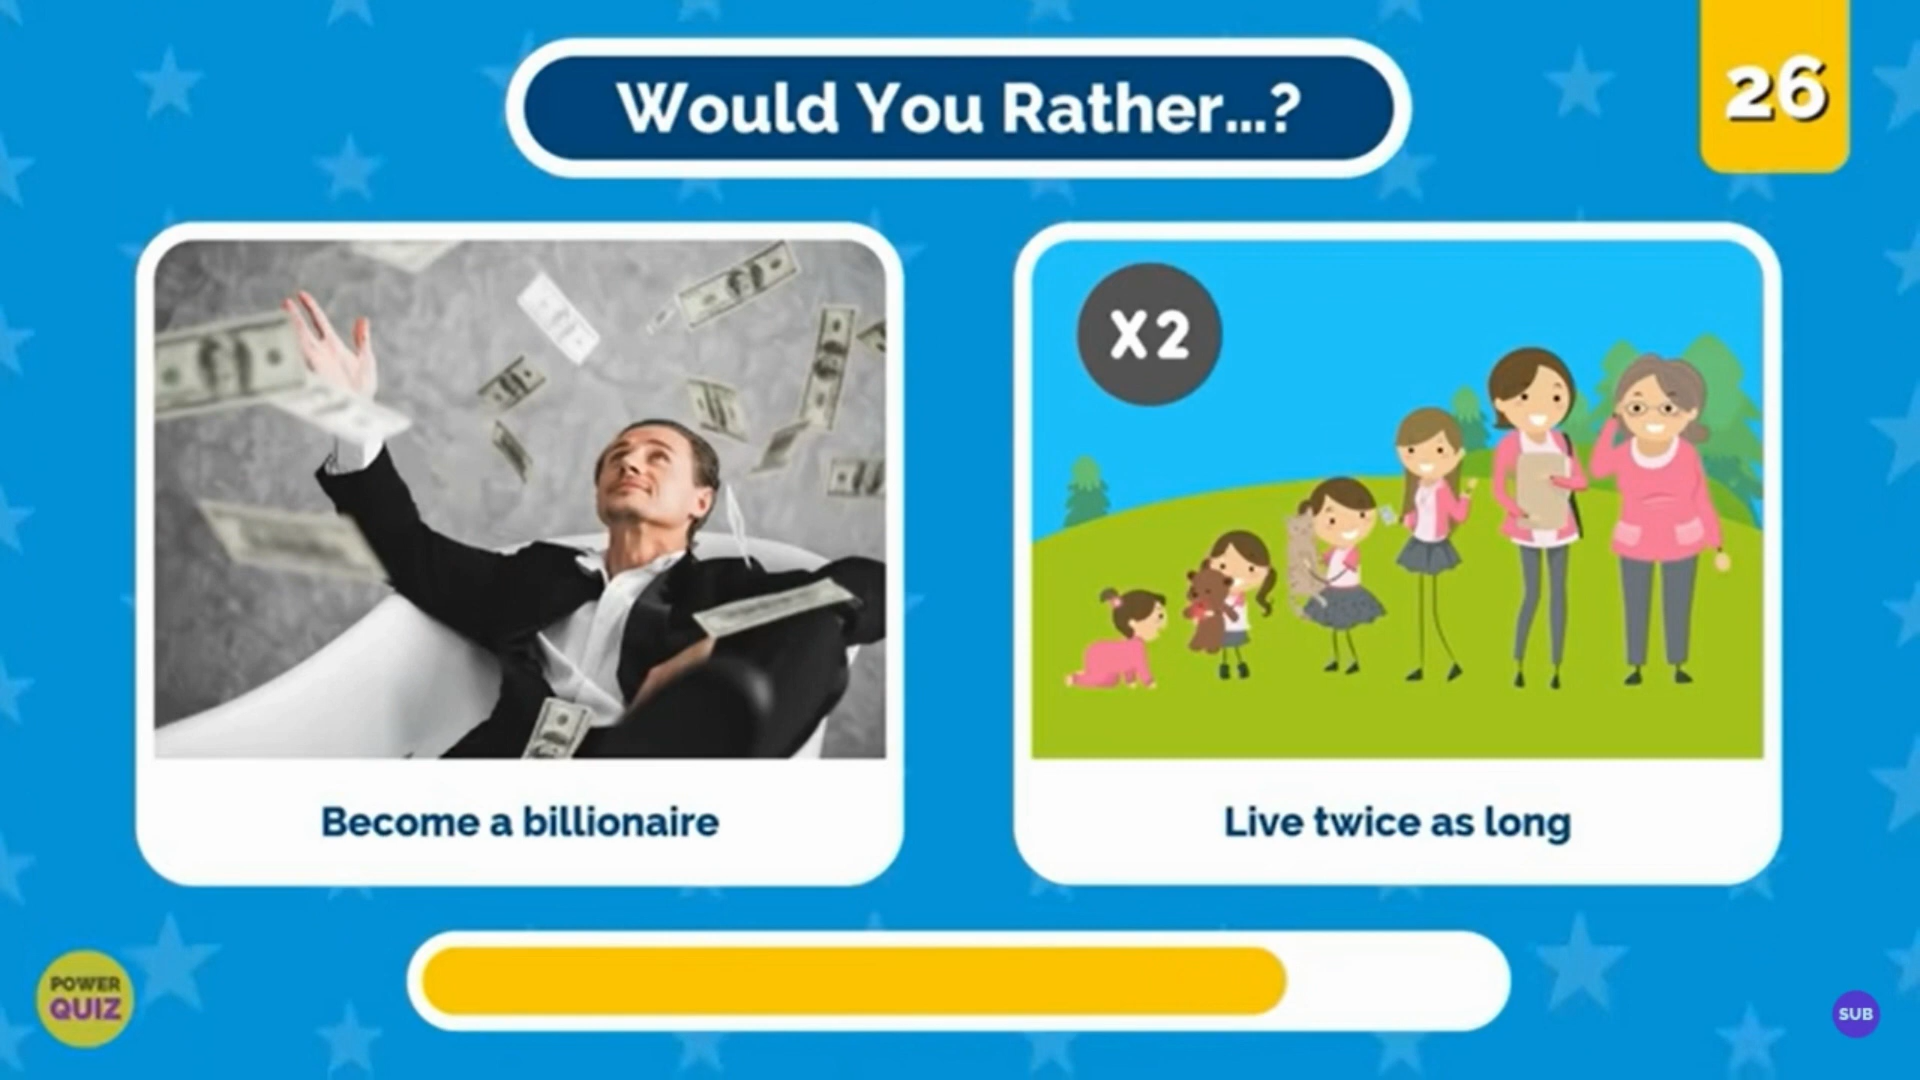 Would You Rather...?
26
X2
Become a billionaire
Live twice as long
POWER
QUIZ
SUB